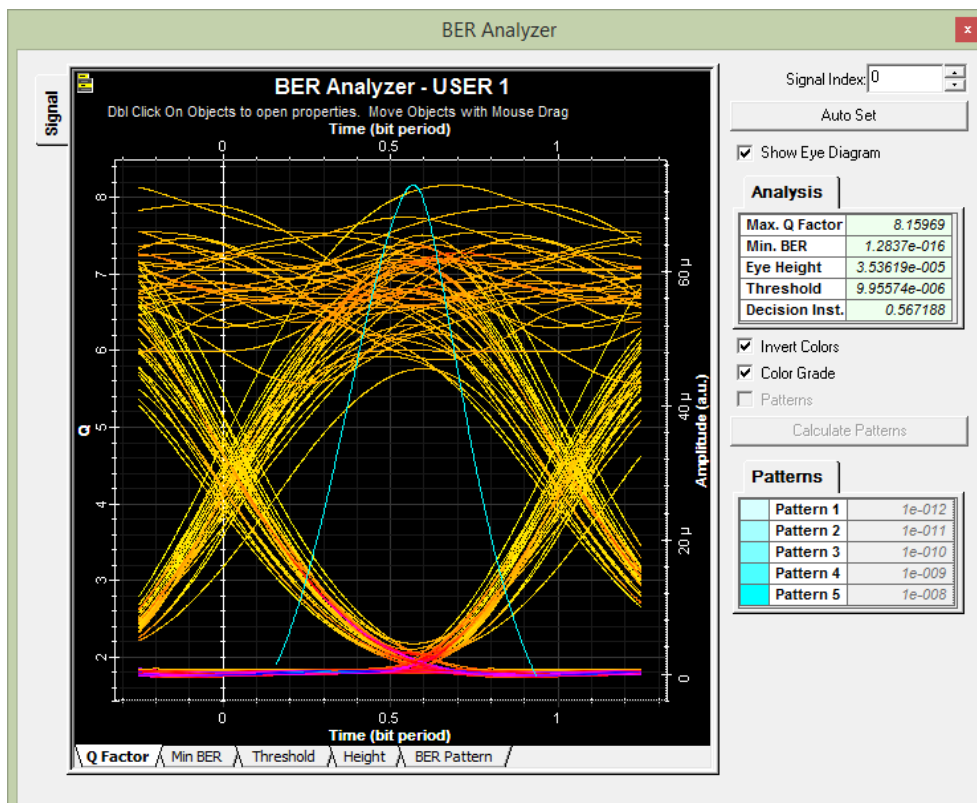 BER Analyzer
x
Signal
BER Analyzer - USER 1
Dbl Click On Objects to open properties. Move Objects with Mouse Drag
Time (bit period)
0 0.5 1
Q
8
7
6
5
4
3
2
Amplitude (a.u.)
60 µ
40 µ
20 µ
0
0 0.5 1
Time (bit period)
Q Factor Min BER Threshold Height BER Pattern
Signal Index: 0
Auto Set
Show Eye Diagram
Analysis
Max. Q Factor 8.15969
Min. BER 1.2837e-016
Eye Height 3.53619e-005
Threshold 9.95574e-006
Decision Inst. 0.567188
Invert Colors
Color Grade
Patterns
Calculate Patterns
Patterns
Pattern 1 1e-012
Pattern 2 1e-011
Pattern 3 1e-010
Pattern 4 1e-009
Pattern 5 1e-008